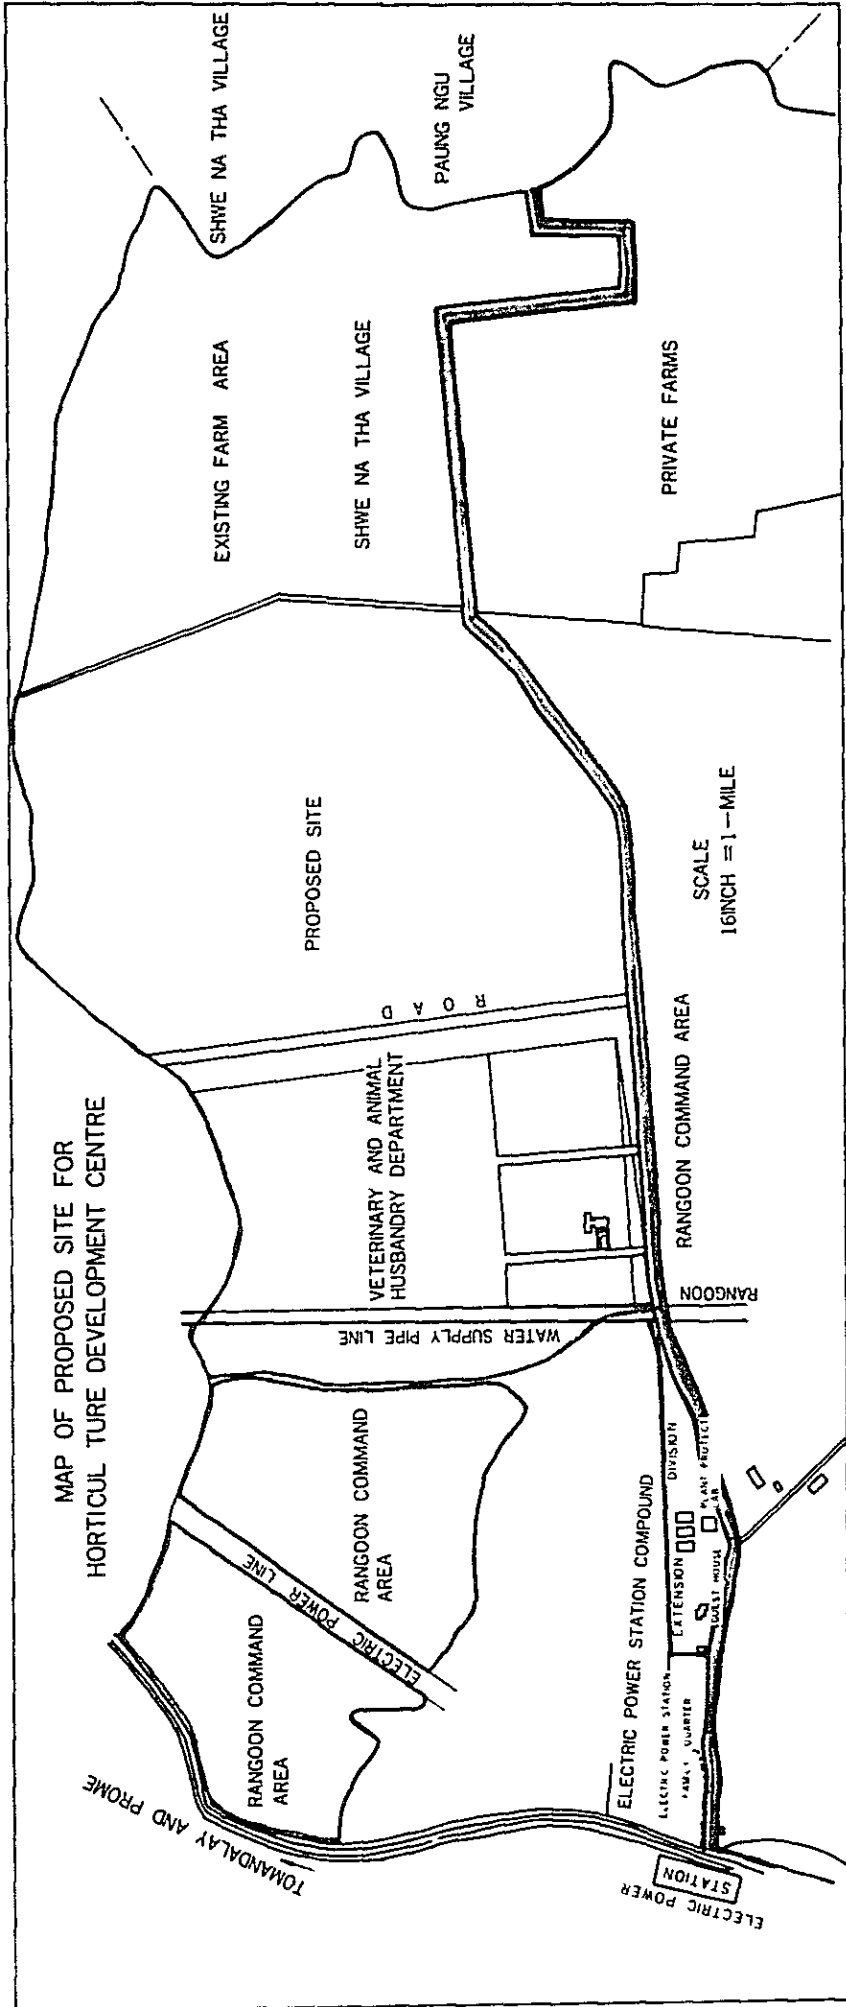 MAP OF PROPOSED SITE FOR
HORTICUL TURE DEVELOPMENT CENTRE
TOMANDALAY AND PROME
RANGOON COMMAND
AREA
ELECTRIC POWER LINE
RANGOON COMMAND
AREA
WATER SUPPLY PIPE LINE
VETERINARY AND ANIMAL
HUSBANDRY DEPARTMENT
ROAD
PROPOSED SITE
EXISTING FARM AREA
SHWE NA THA VILLAGE
SHWE NA THA VILLAGE
PAUNG NGU
VILLAGE
PRIVATE FARMS
SCALE
16INCH = 1-MILE
RANGOON COMMAND AREA
RANGOON
ELECTRIC POWER STATION COMPOUND
EXTENSION DIVISION
PLANT PROTECT
LAB
GUEST HOUSE
ELECTRIC POWER STATION
FAMILY QUARTER
ELECTRIC POWER
STATION